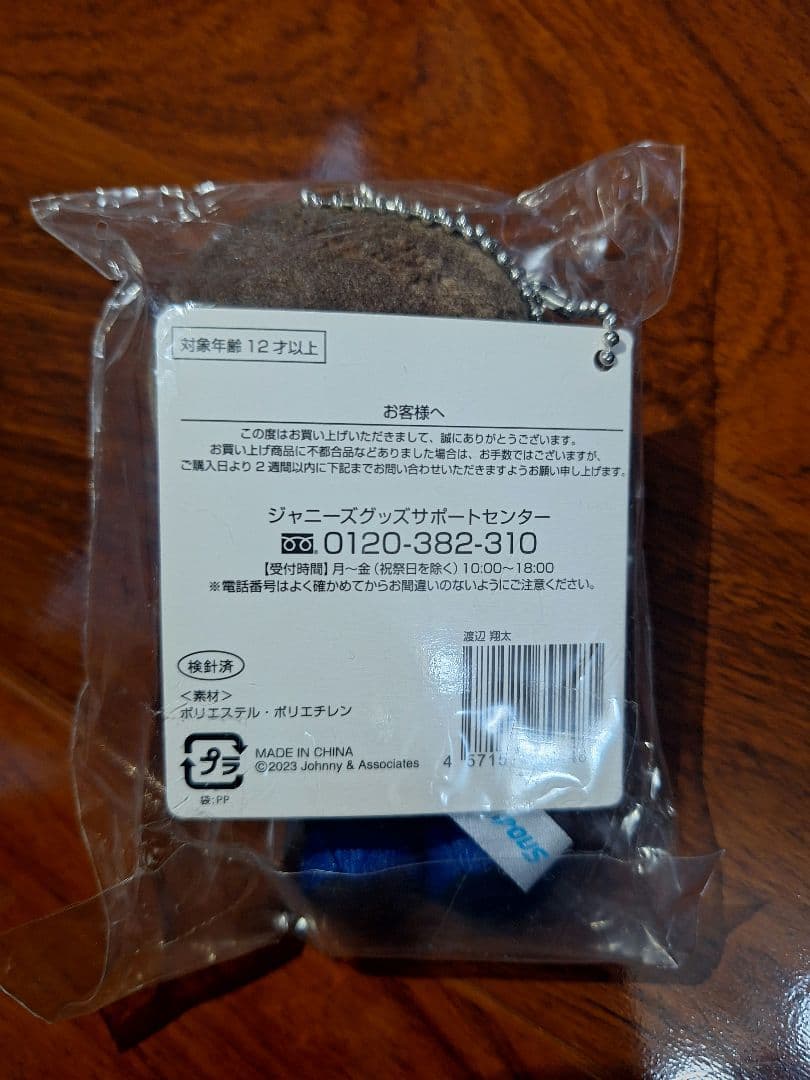 対象年齢 12 才以上
お客様へ
この度はお買い上げいただきまして、誠にありがとうございます。
お買い上げ商品に不都合品などありました場合は、お手数ではございますが、
ご購入日より 2 週間以内に下記までお問い合わせいただきますようお願い申し上げます。
ジャニーズグッズサポートセンター
0120-382-310
【受付時間】月〜金(祝祭日を除く)10:00〜18:00
※電話番号はよく確かめてからお間違いのないようにご注意ください。
渡辺 翔太
検針済
<素材>
ポリエステル・ポリエチレン
プラ
MADE IN CHINA
©2023 Johnny & Associates
袋:PP